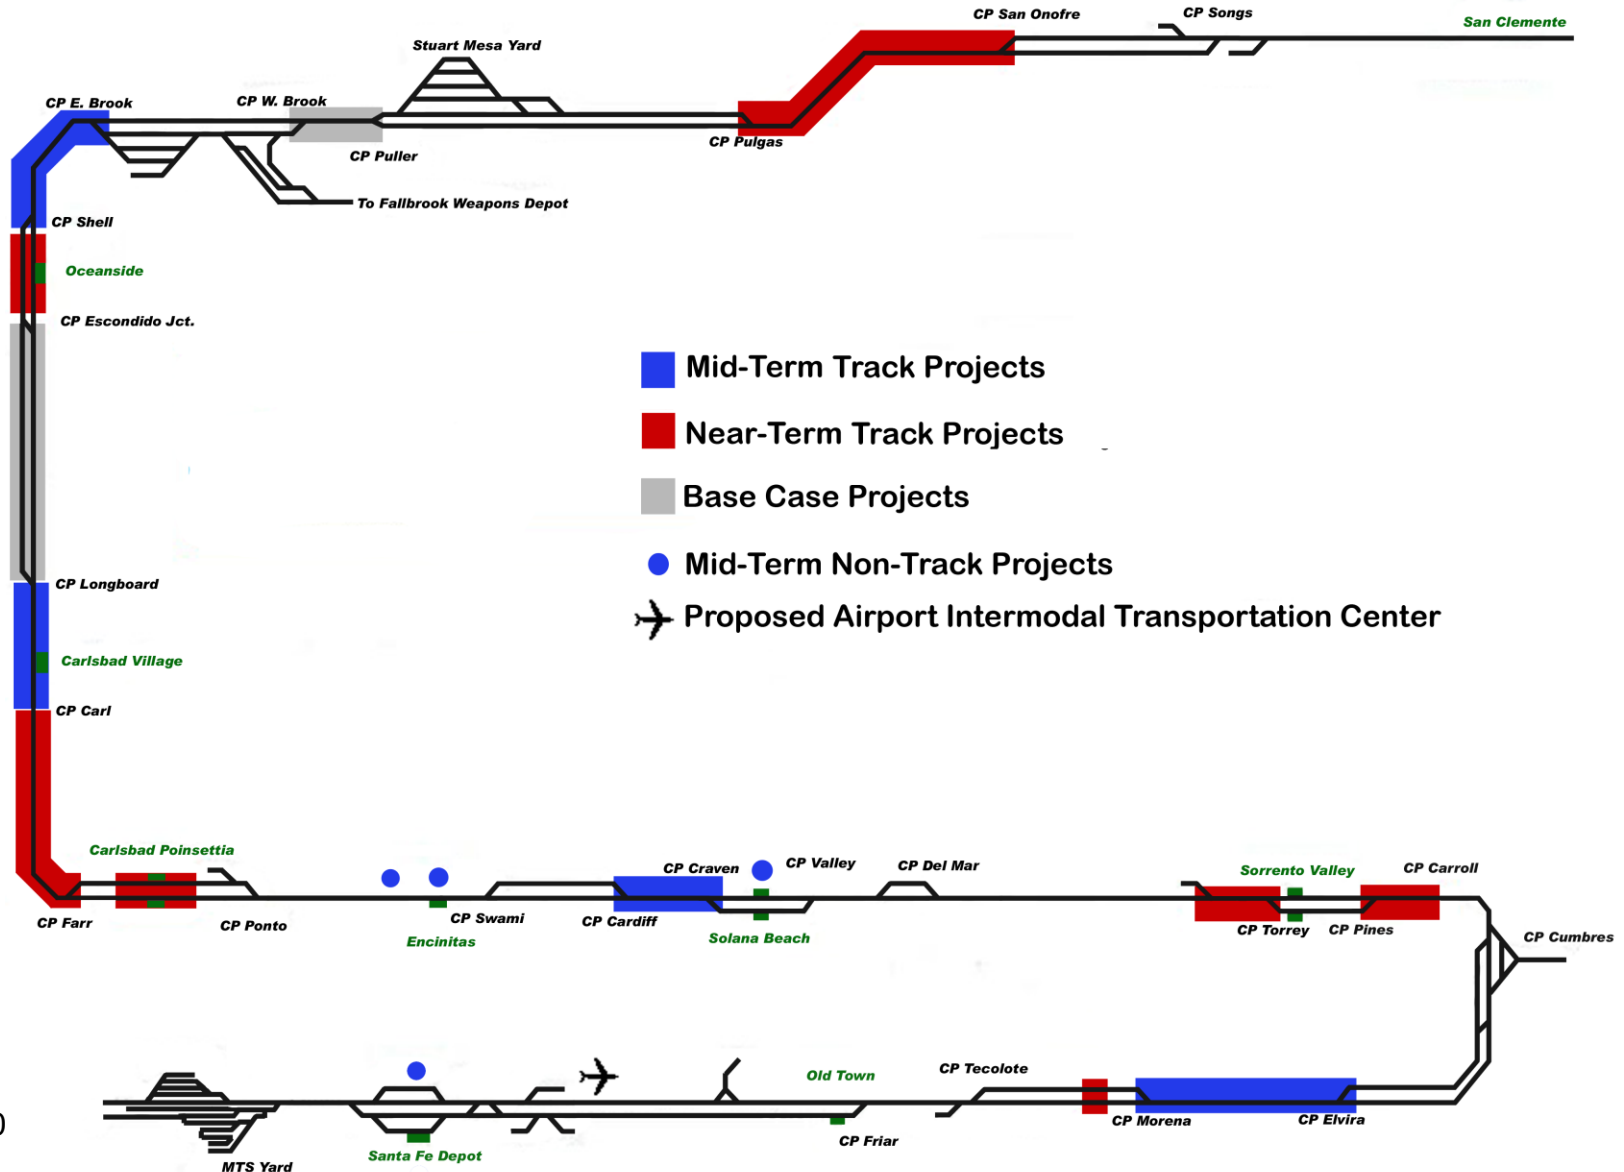 CP San Onofre
CP Songs
San Clemente
Stuart Mesa Yard
CP E. Brook
CP W. Brook
CP Puller
CP Pulgas
To Fallbrook Weapons Depot
CP Shell
Oceanside
CP Escondido Jct.
Mid-Term Track Projects
Near-Term Track Projects
Base Case Projects
Mid-Term Non-Track Projects
Proposed Airport Intermodal Transportation Center
CP Longboard
Carlsbad Village
CP Carl
Carlsbad Poinsettia
CP Farr
CP Ponto
Encinitas
CP Swami
CP Cardiff
CP Craven
Solana Beach
CP Valley
CP Del Mar
Sorrento Valley
CP Carroll
CP Torrey
CP Pines
CP Cumbres
Old Town
CP Tecolote
CP Morena
CP Elvira
CP Friar
Santa Fe Depot
MTS Yard
0